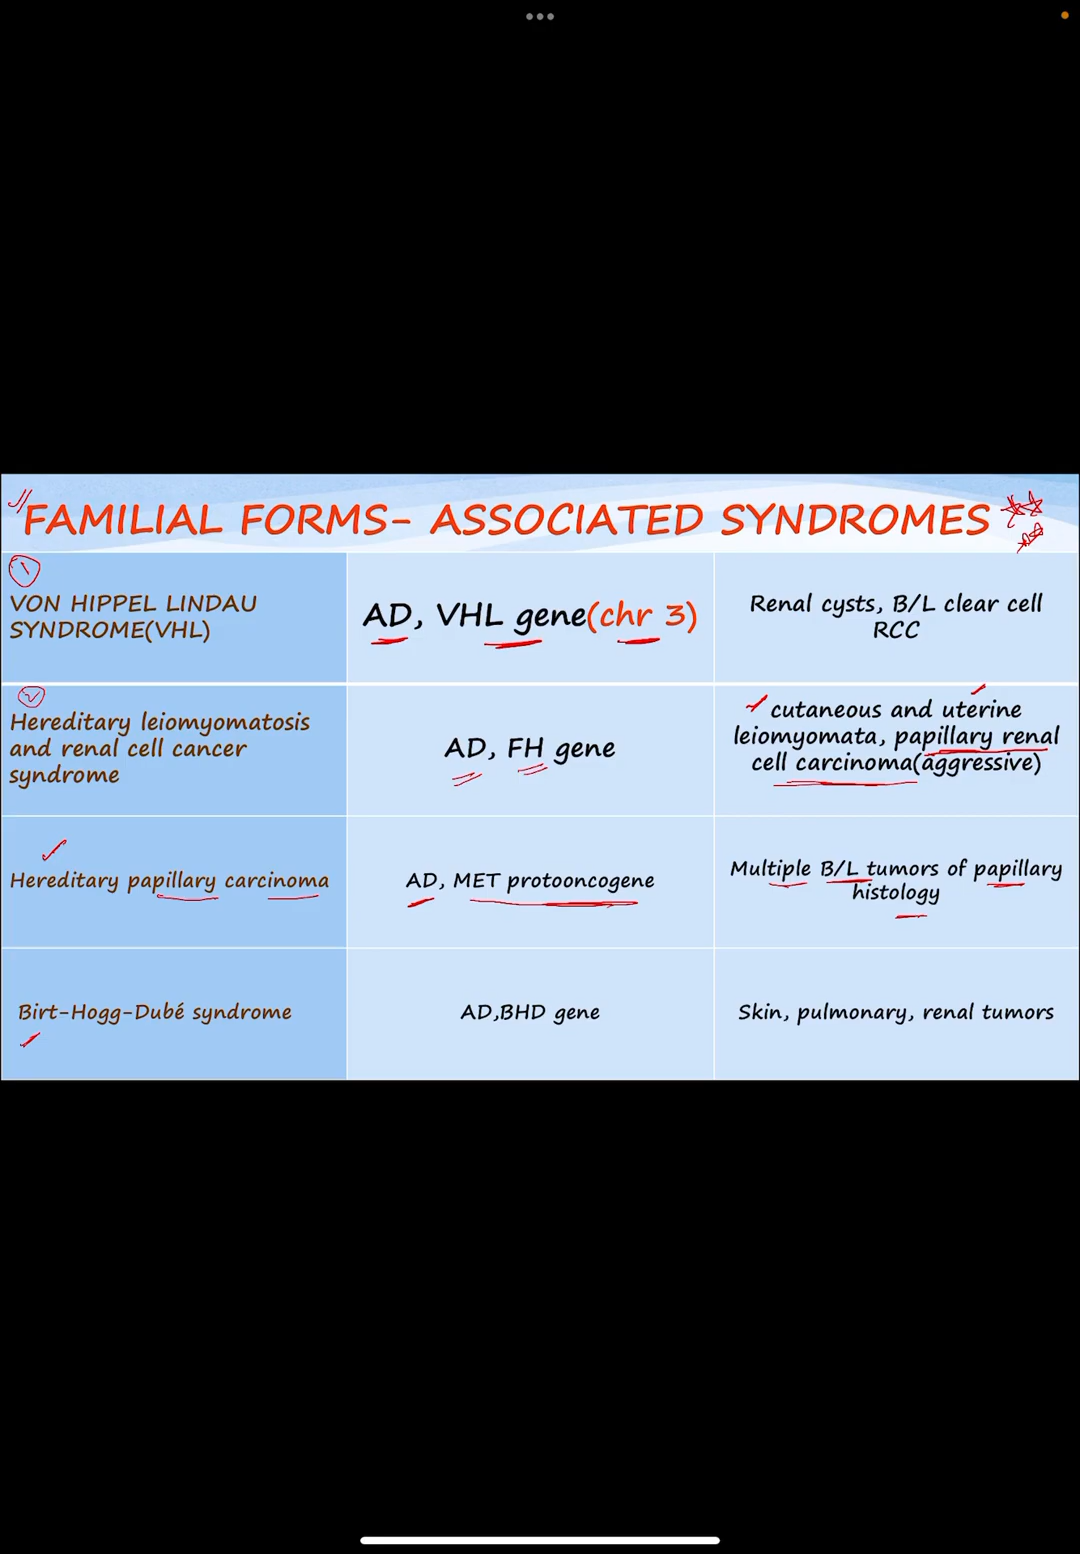 FAMILIAL FORMS- ASSOCIATED SYNDROMES
VON HIPPEL LINDAU
SYNDROME(VHL)
AD, VHL gene(chr 3)
Renal cysts, B/L clear cell
RCC
Hereditary leiomyomatosis
and renal cell cancer
syndrome
AD, FH gene
cutaneous and uterine
leiomyomata, papillary renal
cell carcinoma(aggressive)
Hereditary papillary carcinoma
AD, MET protooncogene
Multiple B/L tumors of papillary
histology
Birt-Hogg-Dubé syndrome
AD,BHD gene
Skin, pulmonary, renal tumors